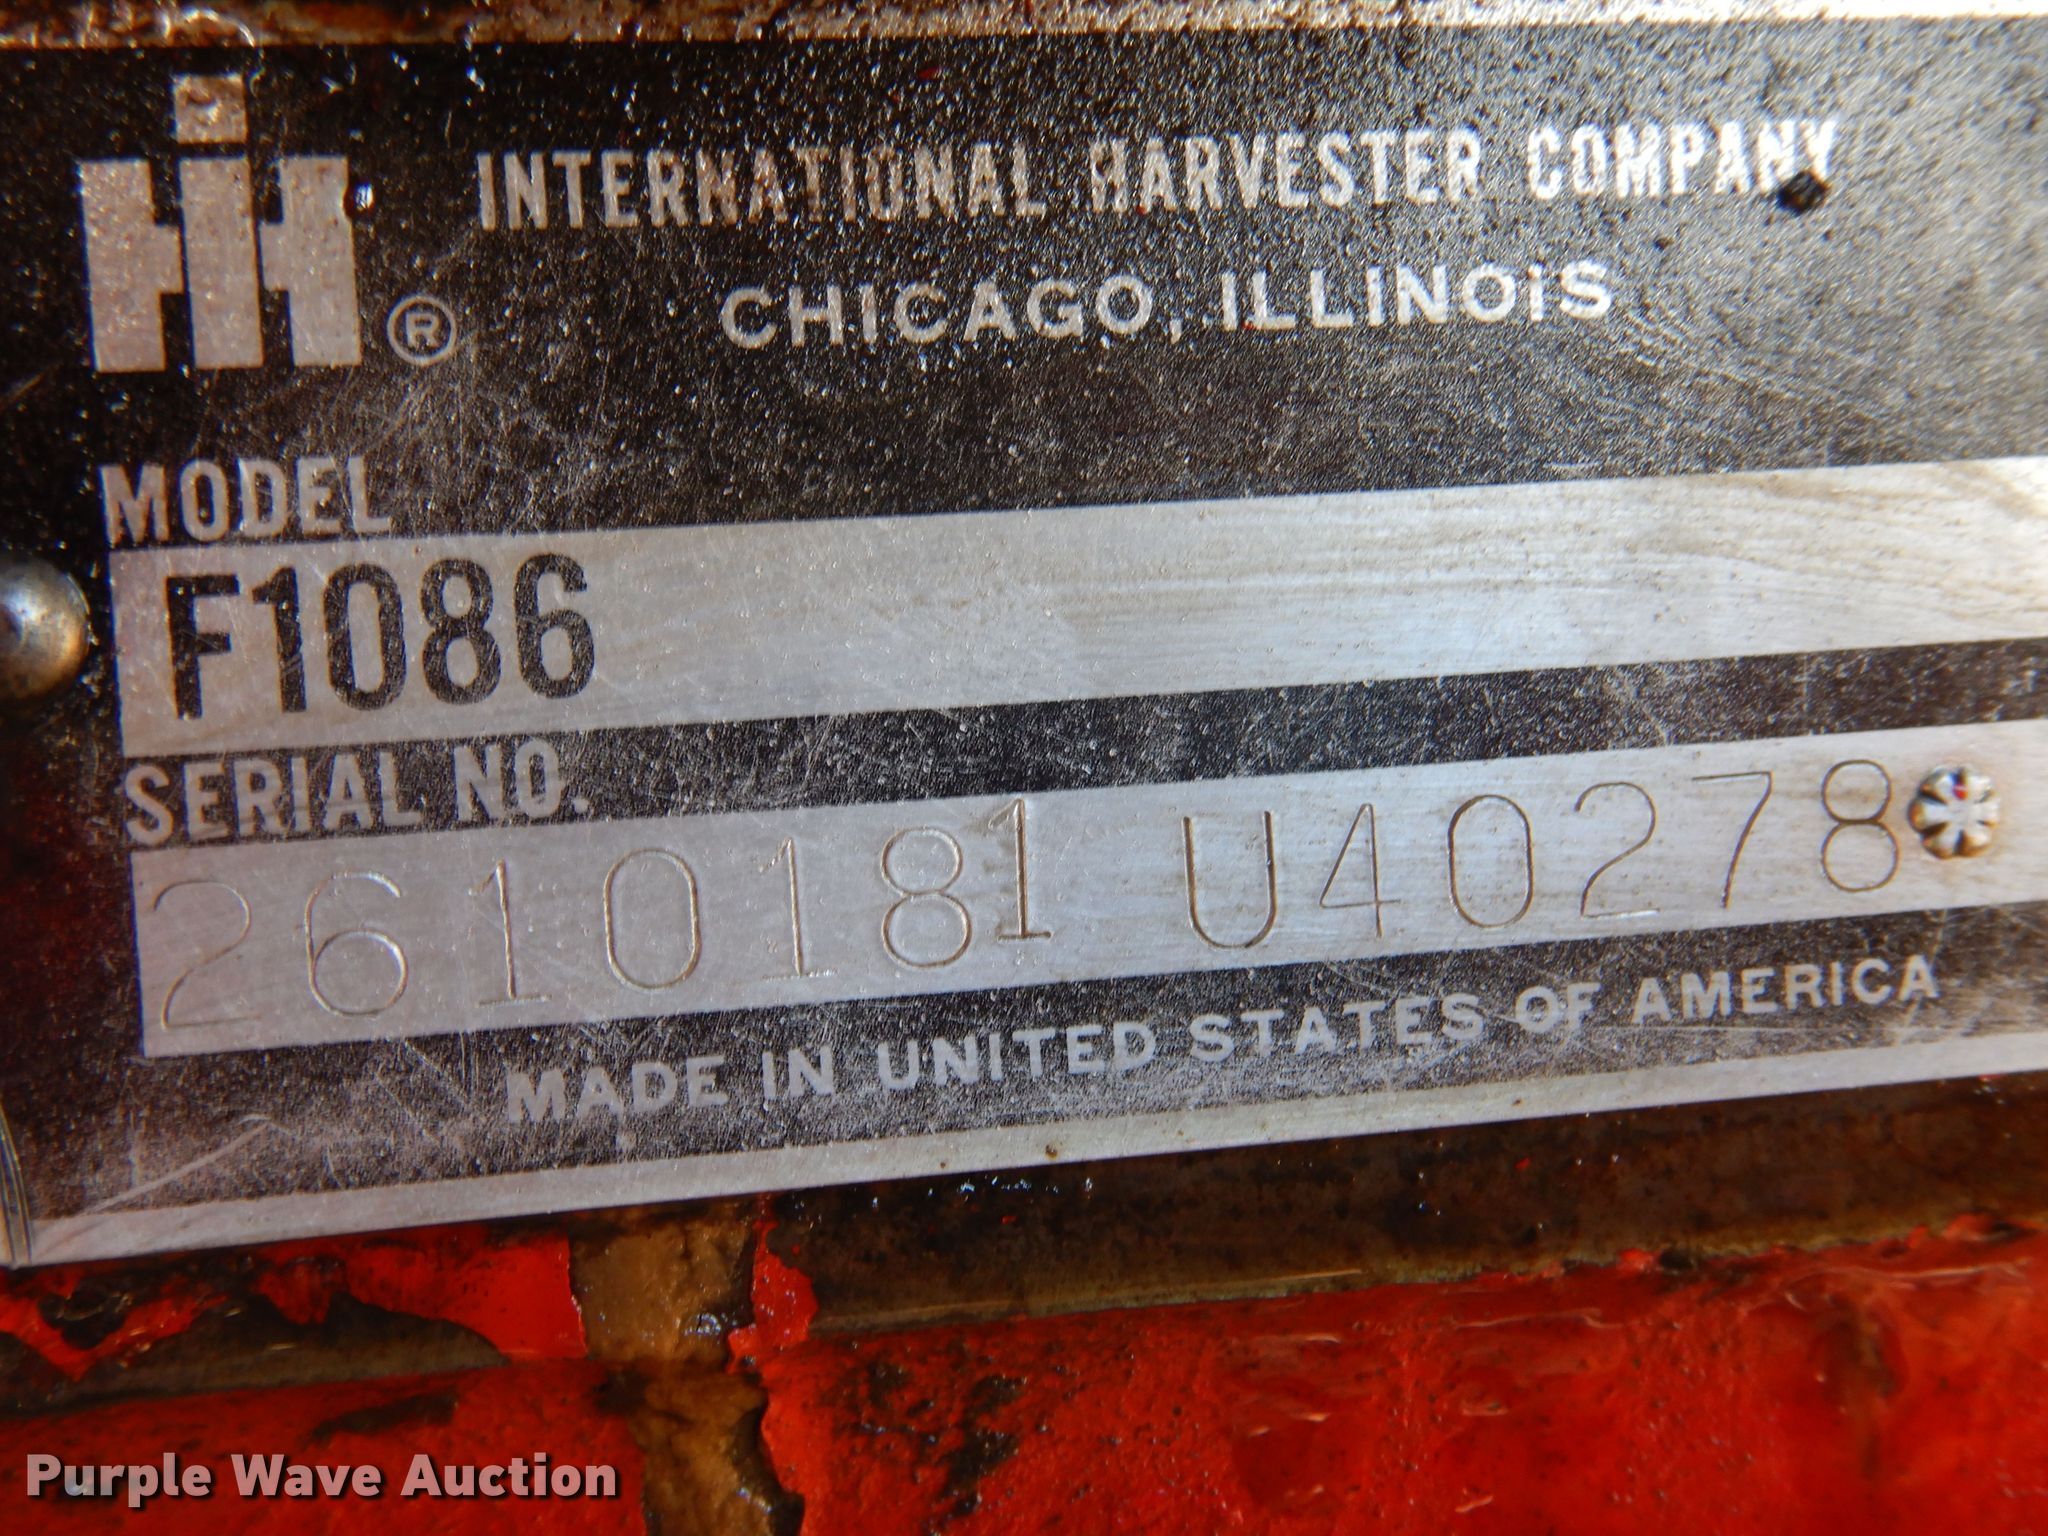 IH ® INTERNATIONAL HARVESTER COMPANY
CHICAGO, ILLINOIS
MODEL
F1086
SERIAL NO.
2610181 U40278
MADE IN UNITED STATES OF AMERICA
Purple Wave Auction